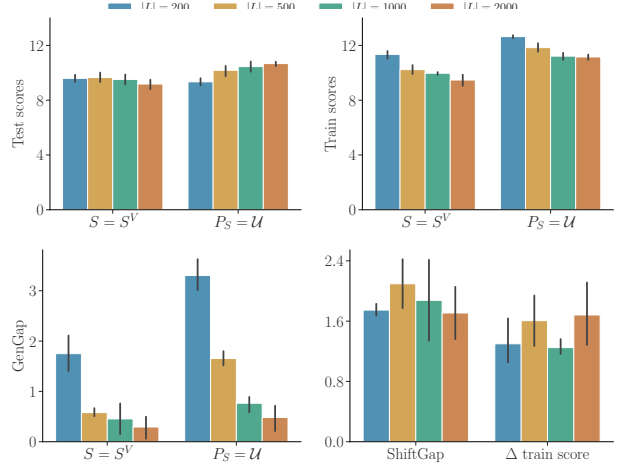 |L| = 200 |L| = 500 |L| = 1000 |L| = 2000
Test scores
12
8
4
0
S = S^V P_S = 𝒰
Train scores
12
8
4
0
S = S^V P_S = 𝒰
GenGap
3
2
1
0
S = S^V P_S = 𝒰
2.4
1.6
0.8
0.0
ShiftGap Δ train score